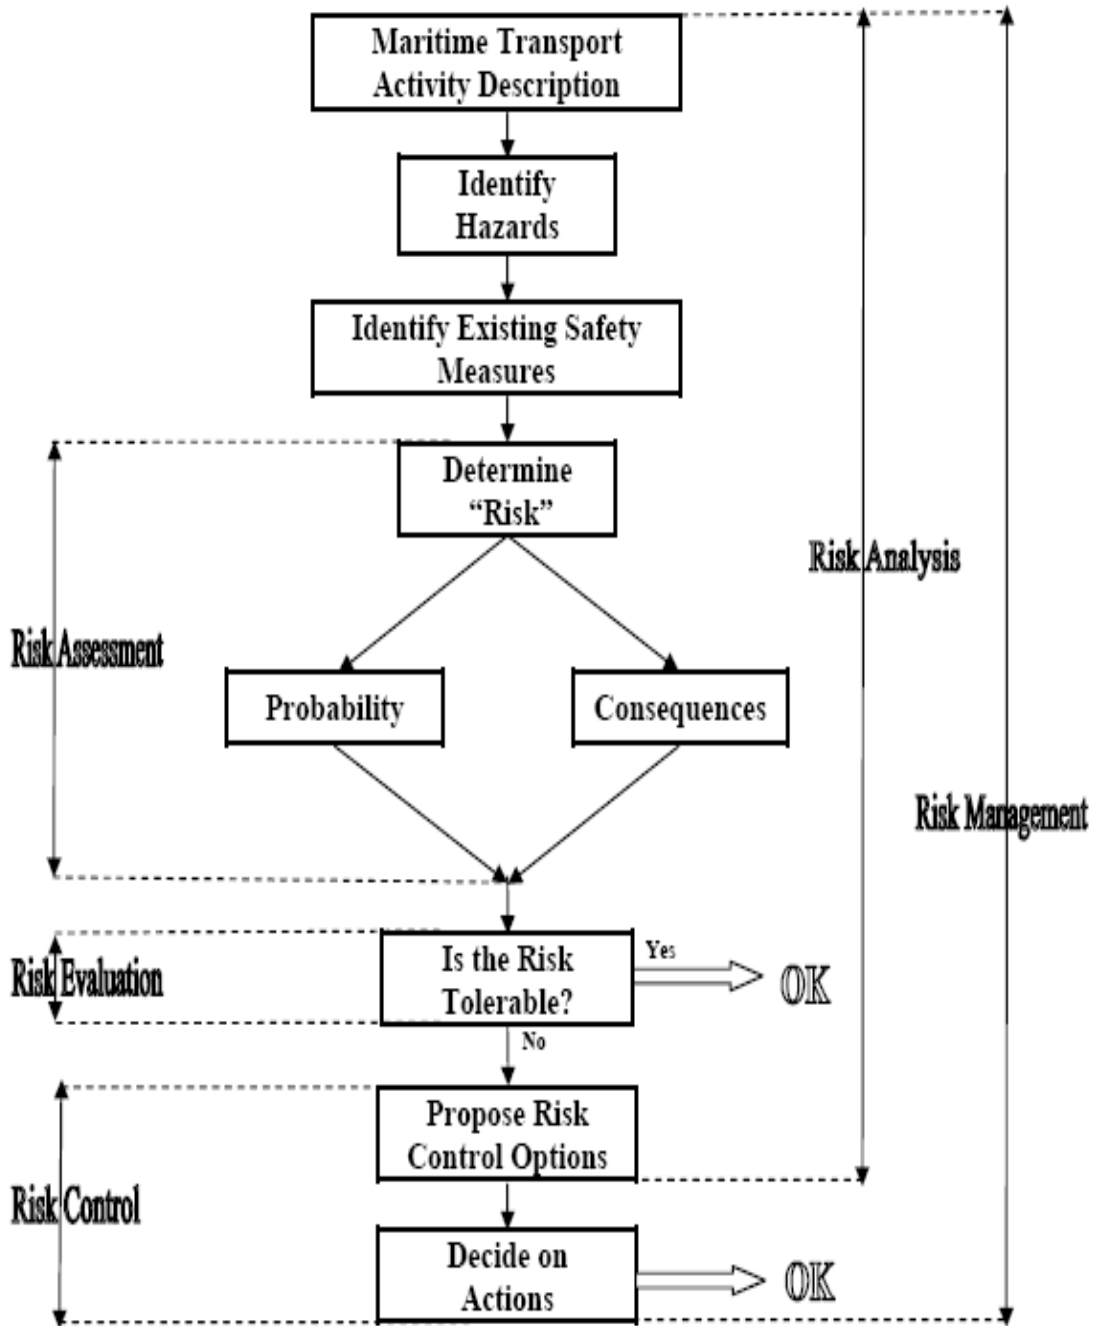 Maritime Transport
Activity Description
Identify
Hazards
Identify Existing Safety
Measures
Determine
“Risk”
Risk Analysis
Risk Assessment
Probability
Consequences
Risk Management
Is the Risk
Tolerable?
Yes
OK
Risk Evaluation
No
Propose Risk
Control Options
Risk Control
Decide on
Actions
OK